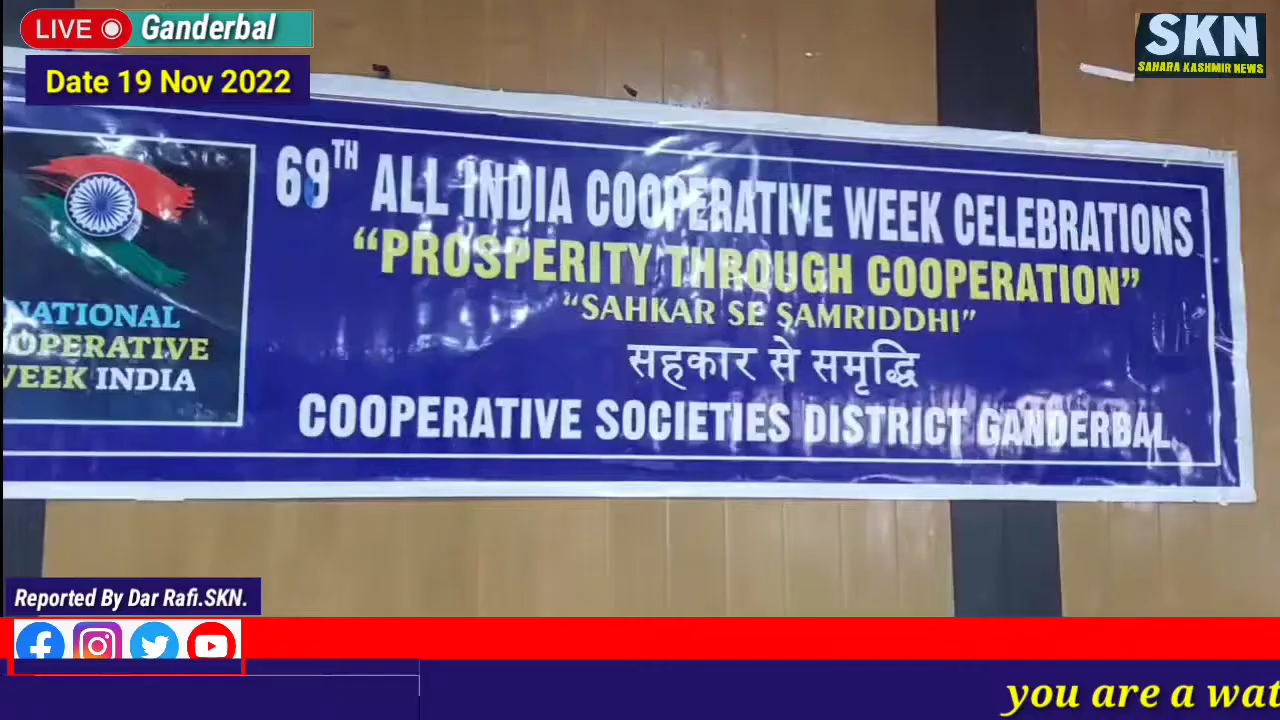 LIVE
Ganderbal
Date 19 Nov 2022
SKN
SAHARA KASHMIR NEWS
69TH ALL INDIA COOPERATIVE WEEK CELEBRATIONS
"PROSPERITY THROUGH COOPERATION"
"SAHKAR SE SAMRIDDHI"
सहकार से समृद्धि
COOPERATIVE SOCIETIES DISTRICT GANDERBAL
NATIONAL
OPERATIVE
WEEK INDIA
Reported By Dar Rafi.SKN.
you are a wat